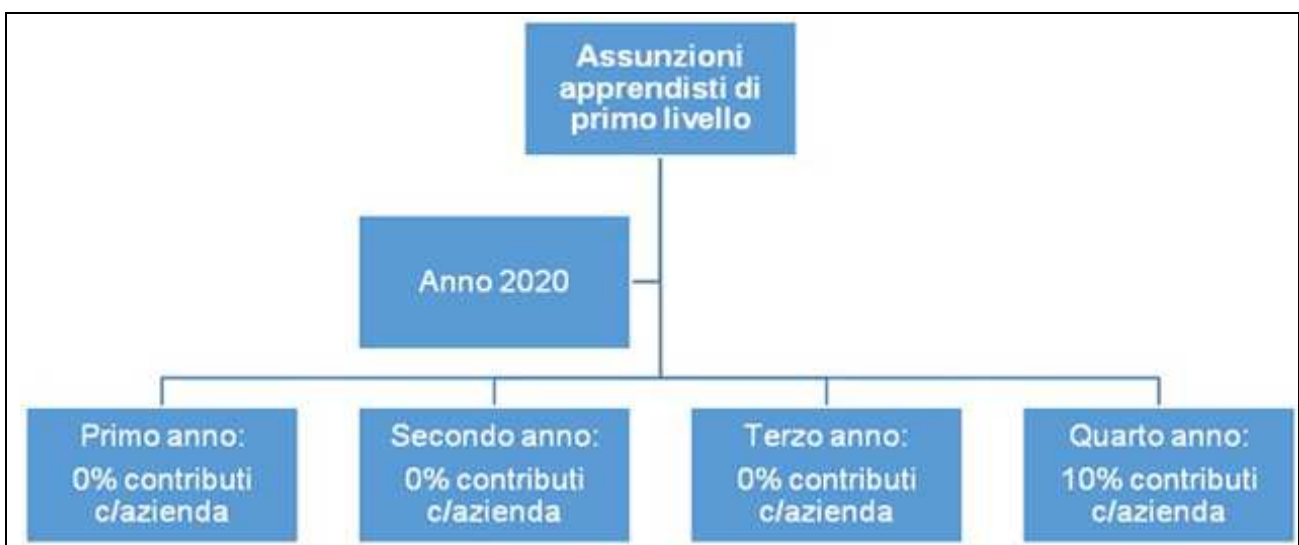 Assunzioni
apprendisti di
primo livello
Anno 2020
Primo anno:
0% contributi
c/azienda
Secondo anno:
0% contributi
c/azienda
Terzo anno:
0% contributi
c/azienda
Quarto anno:
10% contributi
c/azienda